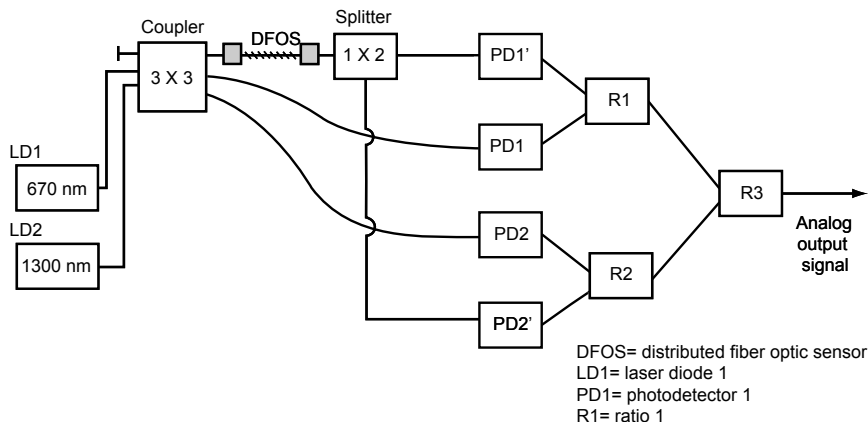 Coupler
3 X 3
DFOS
Splitter
1 X 2
PD1'
R1
PD1
LD1
670 nm
LD2
1300 nm
PD2
R2
PD2'
R3
Analog
output
signal
DFOS= distributed fiber optic sensor
LD1= laser diode 1
PD1= photodetector 1
R1= ratio 1